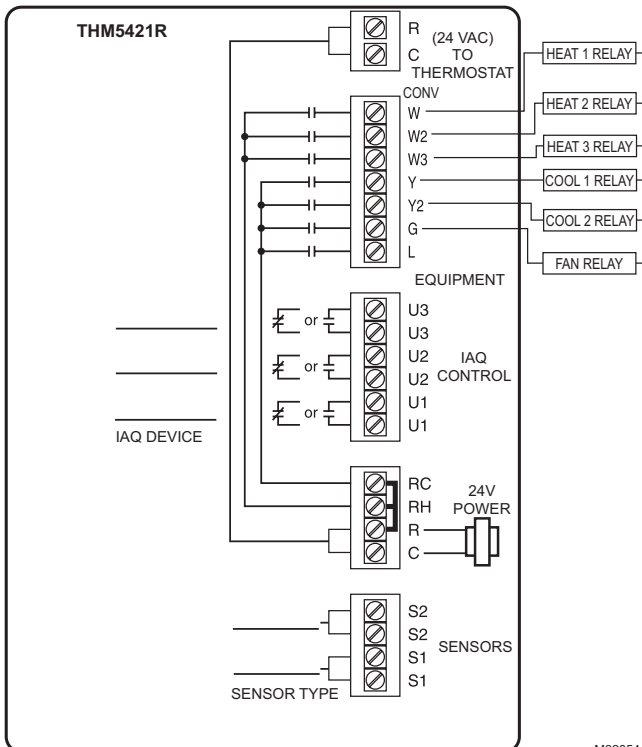 THM5421R
R
C
(24 VAC)
TO
THERMOSTAT
CONV
W
W2
W3
Y
Y2
G
L
HEAT 1 RELAY
HEAT 2 RELAY
HEAT 3 RELAY
COOL 1 RELAY
COOL 2 RELAY
FAN RELAY
EQUIPMENT
or
or
or
U3
U3
U2
U2
U1
U1
IAQ
CONTROL
IAQ DEVICE
RC
RH
R
C
24V
POWER
S2
S2
S1
S1
SENSORS
SENSOR TYPE